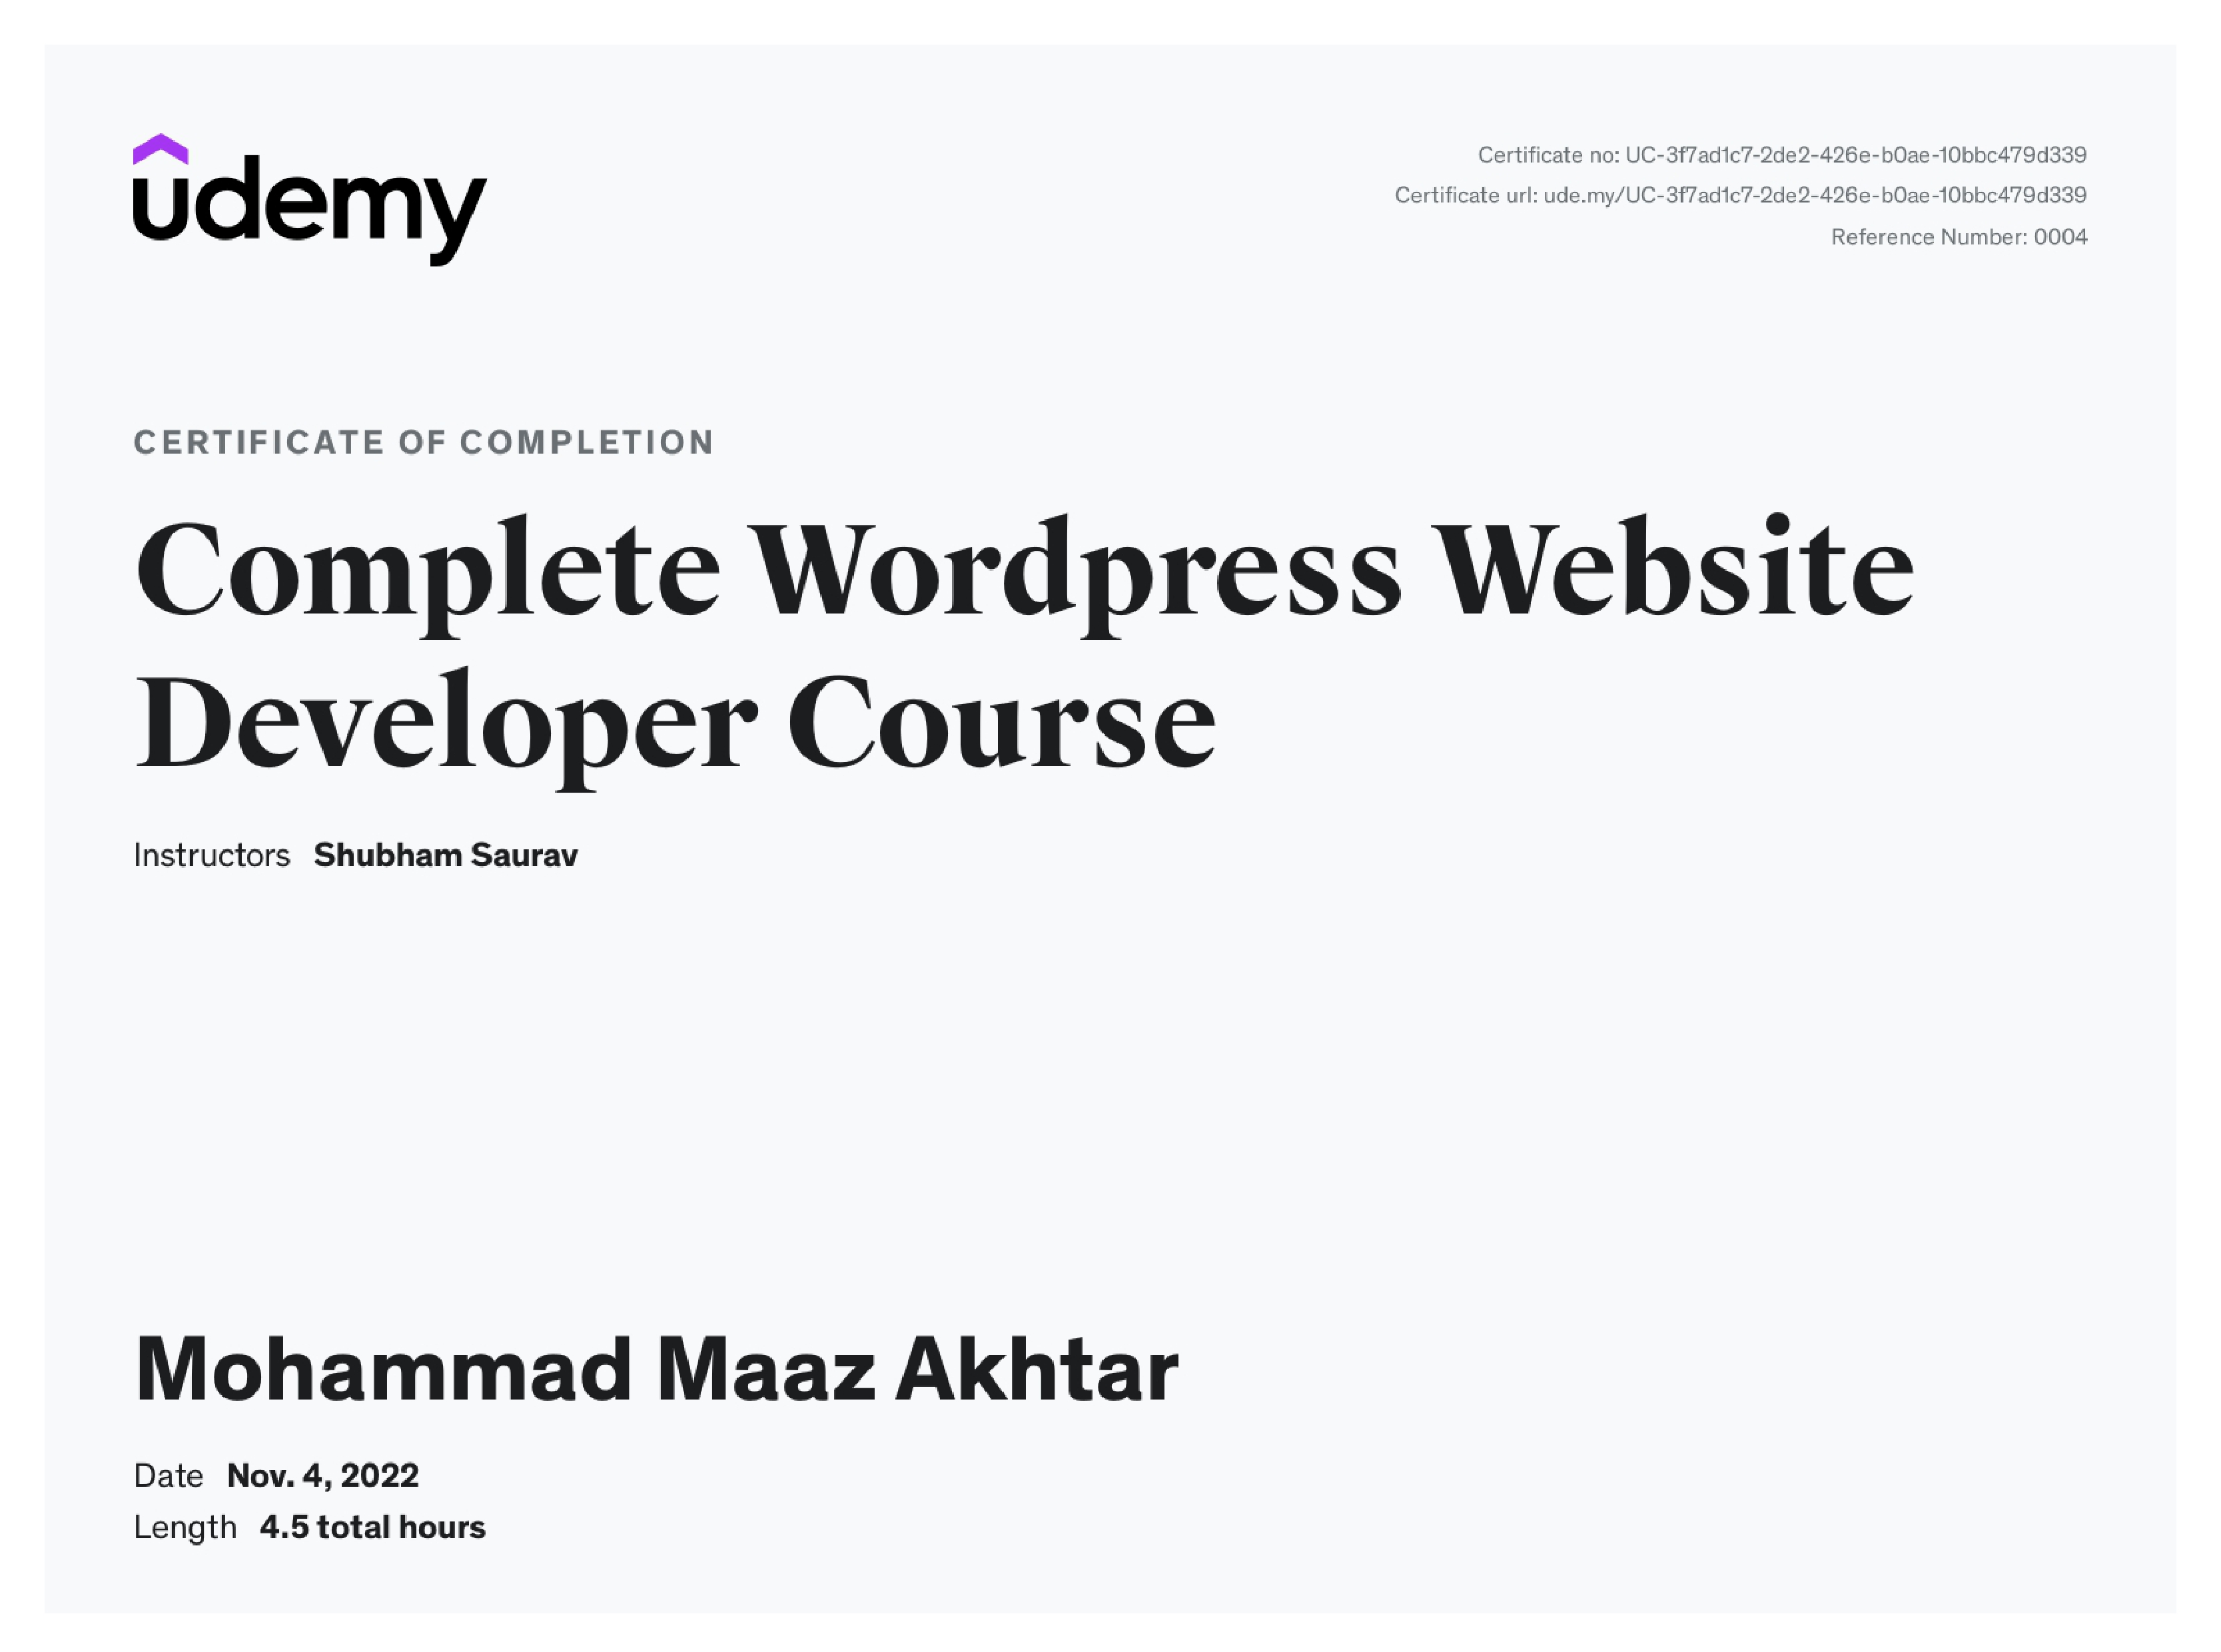 udemy
Certificate no: UC-3f7ad1c7-2de2-426e-b0ae-10bbc479d339
Certificate url: ude.my/UC-3f7ad1c7-2de2-426e-b0ae-10bbc479d339
Reference Number: 0004
CERTIFICATE OF COMPLETION
Complete Wordpress Website
Developer Course
Instructors Shubham Saurav
Mohammad Maaz Akhtar
Date Nov. 4, 2022
Length 4.5 total hours